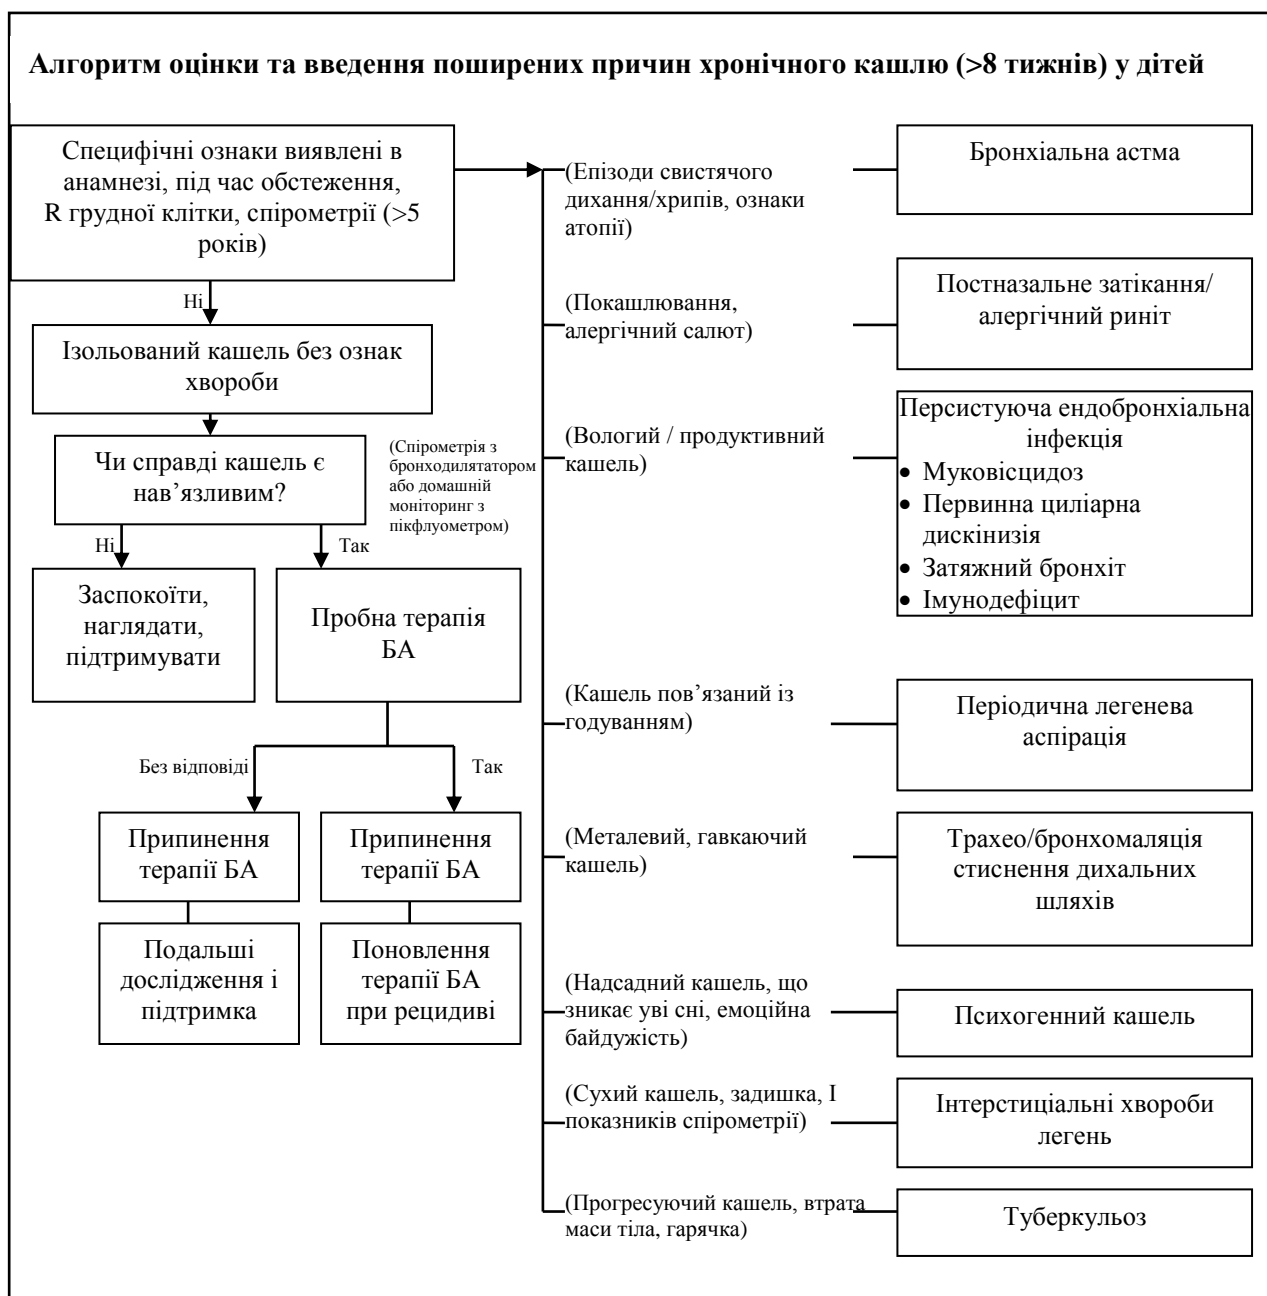 Алгоритм оцінки та введення поширених причин хронічного кашлю (>8 тижнів) у дітей
Специфічні ознаки виявлені в
анамнезі, під час обстеження,
R грудної клітки, спірометрії (>5
років)
Ні
Ізольований кашель без ознак
хвороби
Чи справді кашель є
нав’язливим?
(Спірометрія з
бронходилятатором
або домашній
моніторинг з
пікфлуометром)
Ні
Так
Заспокоїти,
наглядати,
підтримувати
Пробна терапія
БА
Без відповіді
Так
Припинення
терапії БА
Припинення
терапії БА
Подальші
дослідження і
підтримка
Поновлення
терапії БА
при рецидиві
(Епізоди свистячого
дихання/хрипів, ознаки
атопії)
Бронхіальна астма
(Покашлювання,
алергічний салют)
Постназальне затікання/
алергічний риніт
(Вологий / продуктивний
кашель)
Персистуюча ендобронхіальна
інфекція
• Муковісцидоз
• Первинна циліарна
дискінизія
• Затяжний бронхіт
• Імунодефіцит
(Кашель пов’язаний із
годуванням)
Періодична легенева
аспірація
(Металевий, гавкаючий
кашель)
Трахео/бронхомаляція
стиснення дихальних
шляхів
(Надсадний кашель, що
зникає уві сні, емоційна
байдужість)
Психогенний кашель
(Сухий кашель, задишка, І
показників спірометрії)
Інтерстиціальні хвороби
легень
(Прогресуючий кашель, втрата
маси тіла, гарячка)
Туберкульоз